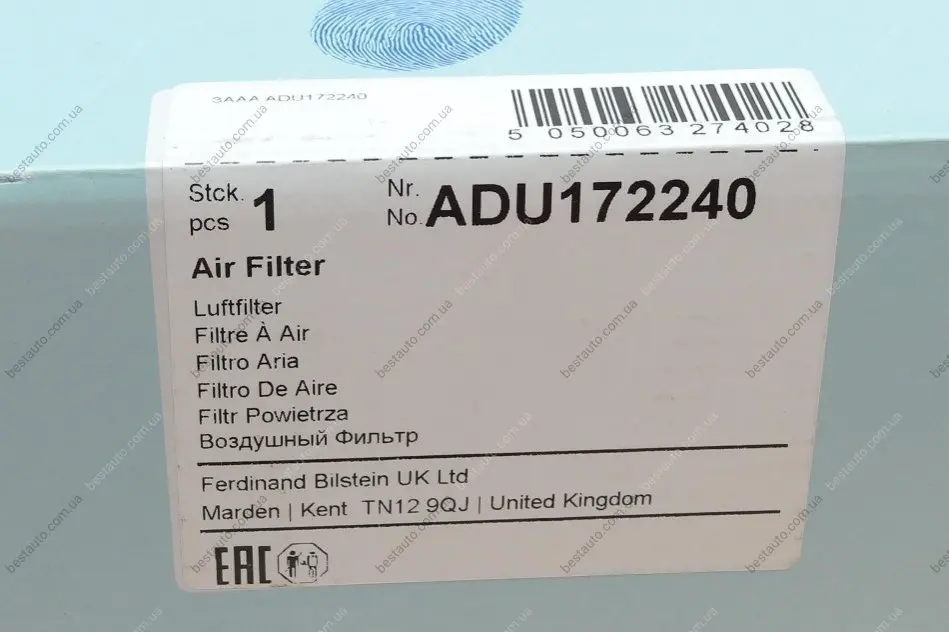 3AAA ADU172240
5 050063 274028
Stck.
pcs 1
Nr.
No. ADU172240
Air Filter
Luftfilter
Filtre À Air
Filtro Aria
Filtro De Aire
Filtr Powietrza
Воздушный Фильтр
Ferdinand Bilstein UK Ltd
Marden | Kent TN12 9QJ | United Kingdom
EAC
bestauto.com.ua